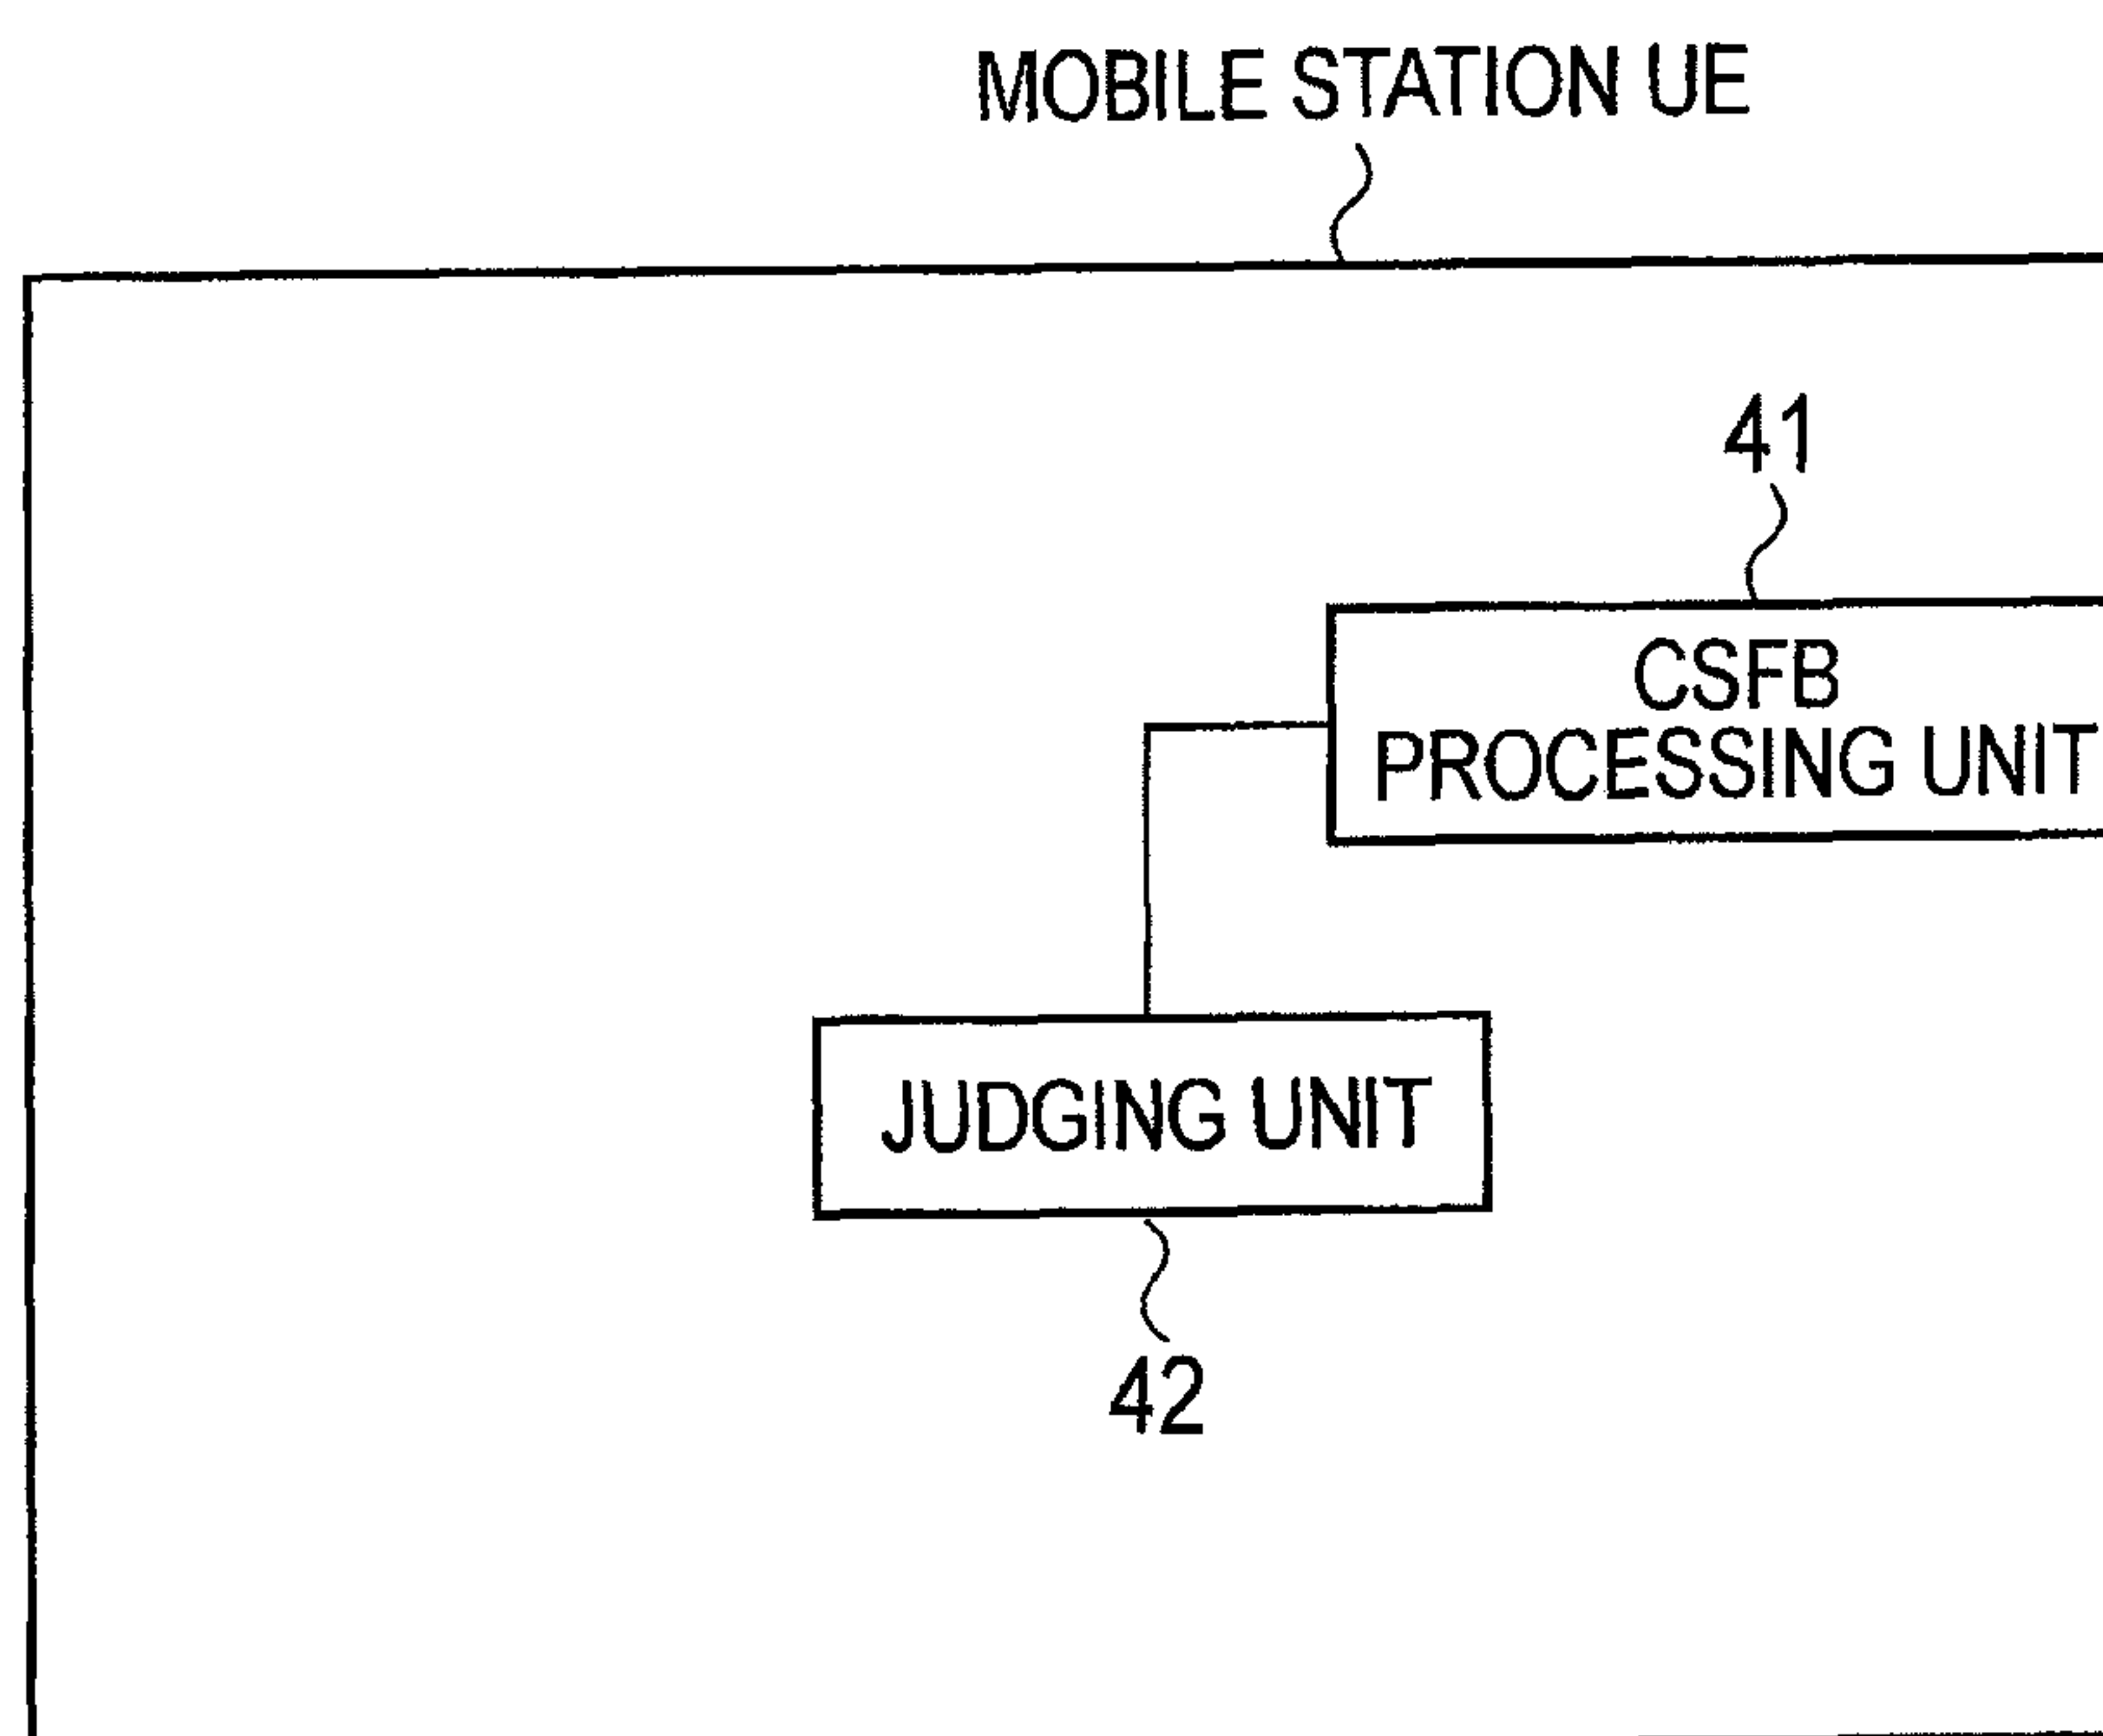 MOBILE STATION UE
41
CSFB
PROCESSING UNIT
JUDGING UNIT
42